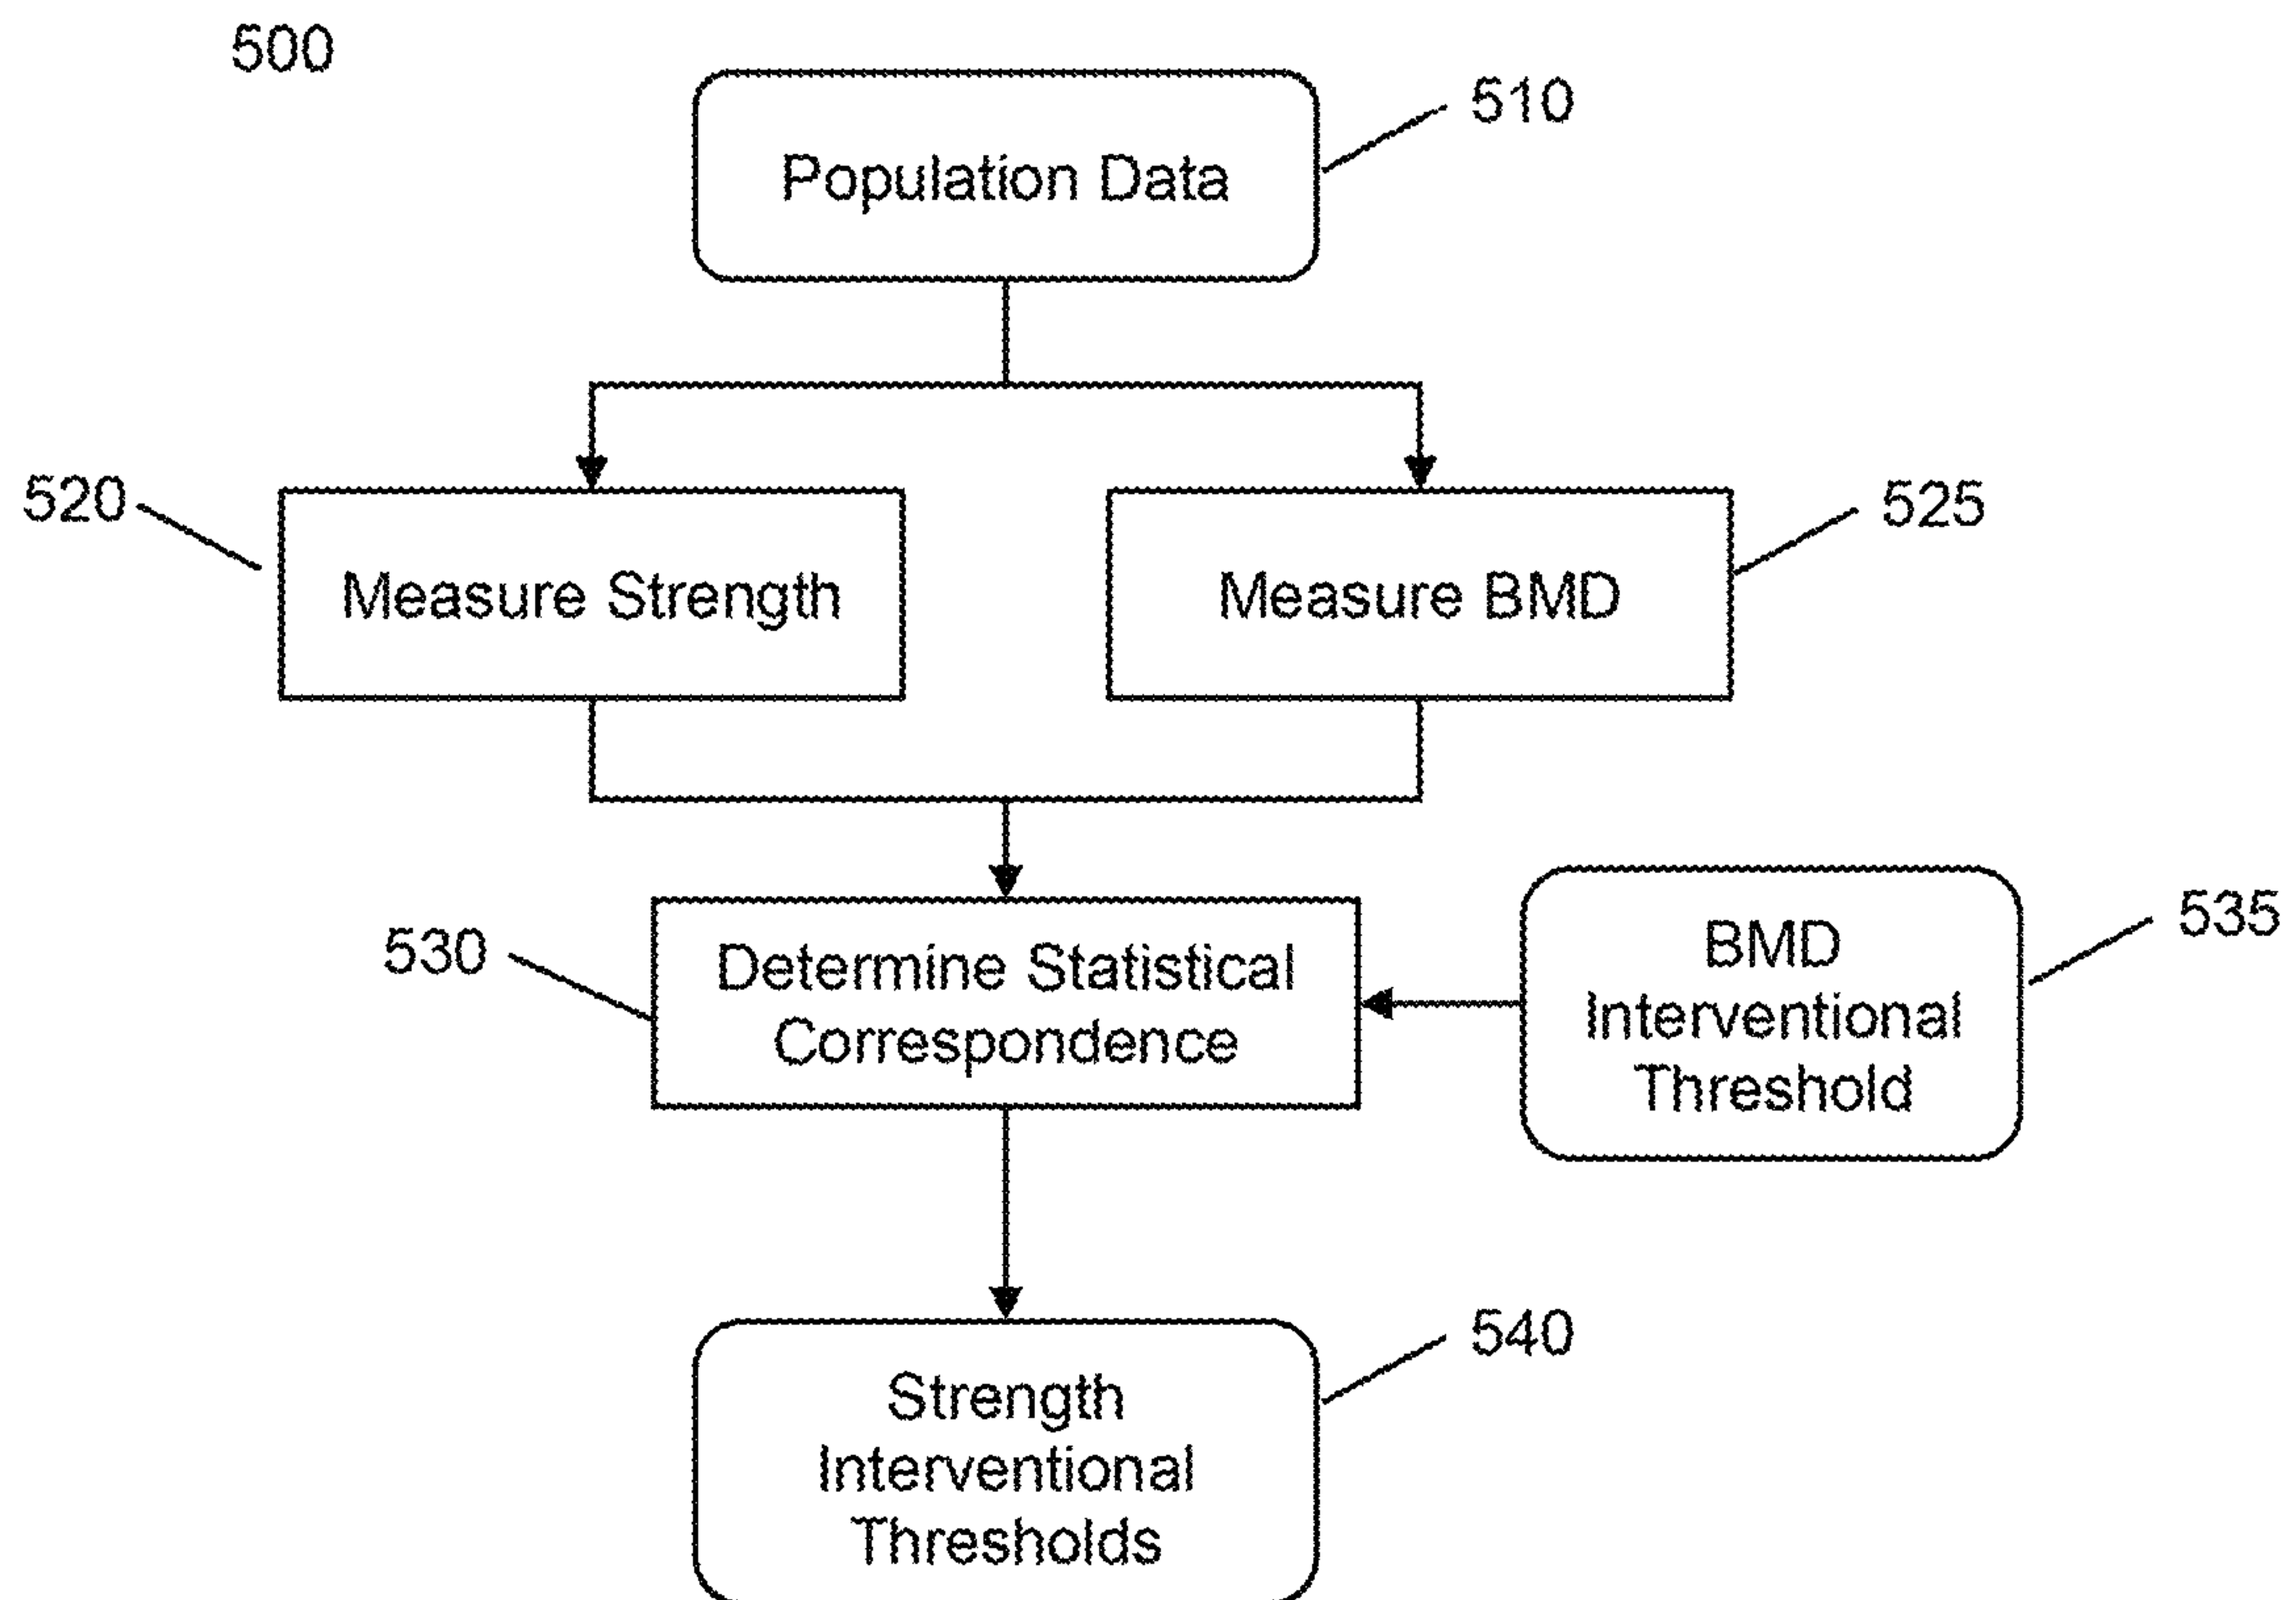 500
510
Population Data
520
525
Measure Strength
Measure BMD
530
Determine Statistical
Correspondence
535
BMD
Interventional
Threshold
540
Strength
Interventional
Thresholds